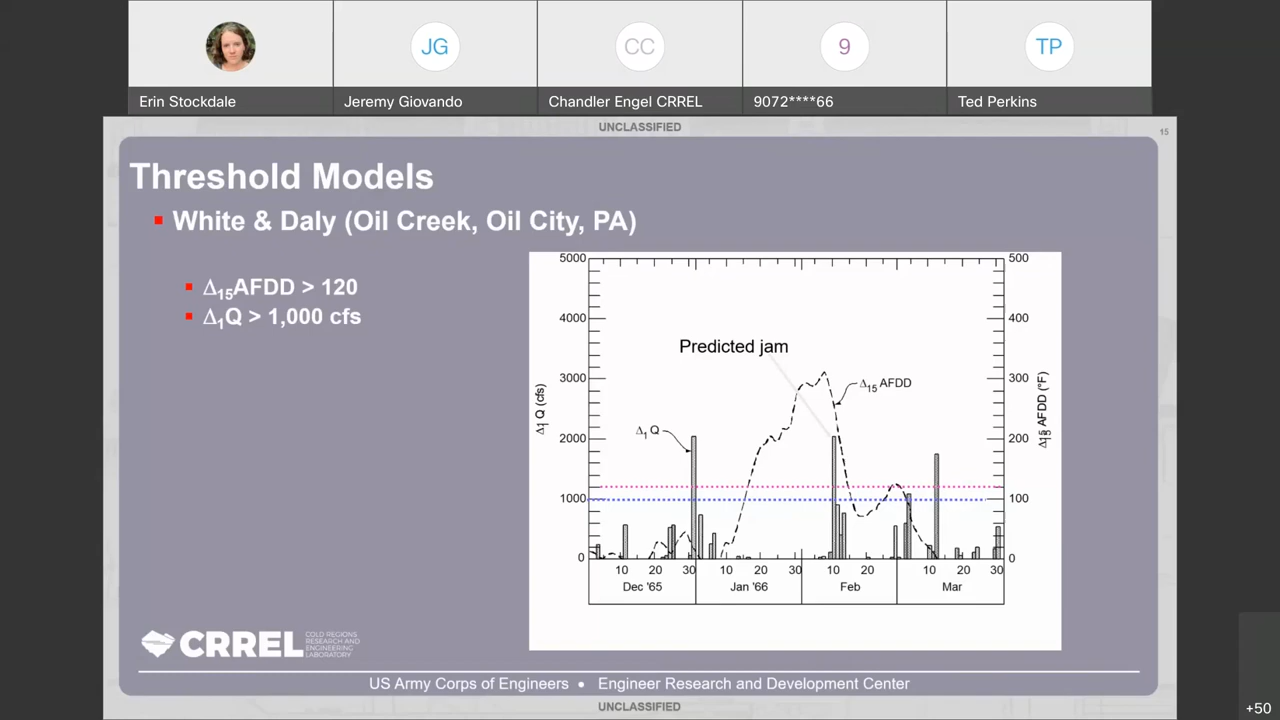 JG
CC
9
TP
Erin Stockdale
Jeremy Giovando
Chandler Engel CRREL
9072****66
Ted Perkins
UNCLASSIFIED
15
Threshold Models
White & Daly (Oil Creek, Oil City, PA)
Δ15AFDD > 120
Δ1Q > 1,000 cfs
5000
4000
3000
2000
1000
0
Δ1 Q (cfs)
500
400
300
200
100
0
Δ15 AFDD (°F)
Predicted jam
Δ15 AFDD
Δ1 Q
10 20 30 10 20 30 10 20 10 20 30
Dec '65 Jan '66 Feb Mar
CRREL
COLD REGIONS
RESEARCH AND
ENGINEERING
LABORATORY
US Army Corps of Engineers • Engineer Research and Development Center
UNCLASSIFIED
+50